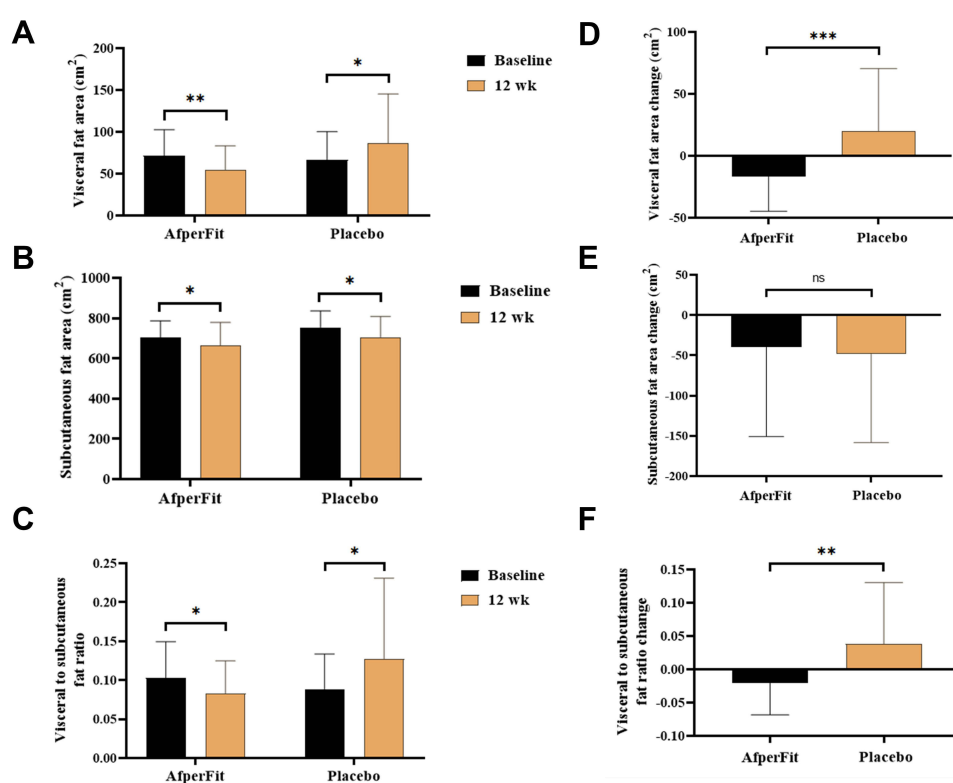 A
Visceral fat area (cm²)
200
150
100
50
0
**
*
AfperFit
Placebo
Baseline
12 wk
B
Subcutaneous fat area (cm²)
1000
800
600
400
200
0
*
*
AfperFit
Placebo
Baseline
12 wk
C
Visceral to subcutaneous
fat ratio
0.25
0.20
0.15
0.10
0.05
0.00
*
*
AfperFit
Placebo
Baseline
12 wk
D
Visceral fat area change (cm²)
100
50
0
-50
***
AfperFit
Placebo
E
Subcutaneous fat area change (cm²)
50
0
-50
-100
-150
-200
ns
AfperFit
Placebo
F
Visceral to subcutaneous
fat ratio change
0.15
0.10
0.05
0.00
-0.05
-0.10
**
AfperFit
Placebo